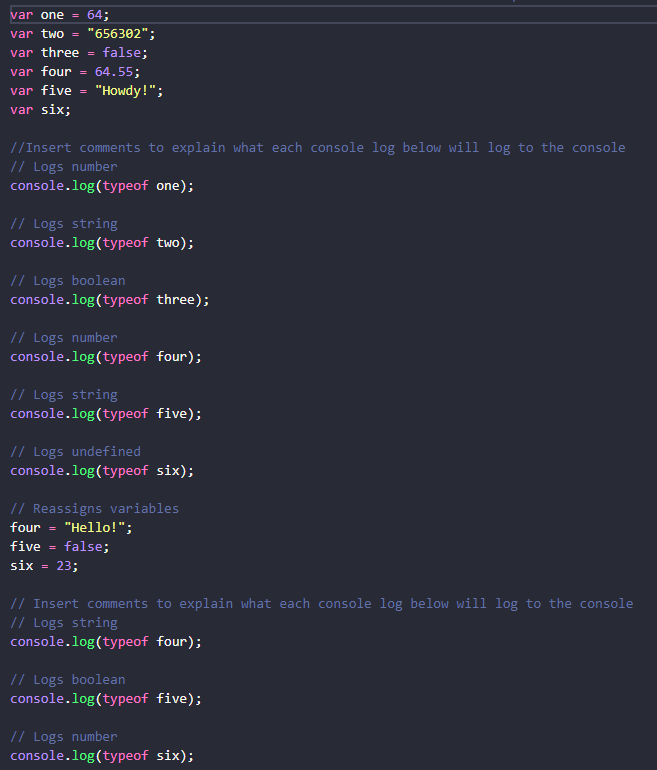 var one = 64;
var two = "656302";
var three = false;
var four = 64.55;
var five = "Howdy!";
var six;
//Insert comments to explain what each console log below will log to the console
// Logs number
console.log(typeof one);
// Logs string
console.log(typeof two);
// Logs boolean
console.log(typeof three);
// Logs number
console.log(typeof four);
// Logs string
console.log(typeof five);
// Logs undefined
console.log(typeof six);
// Reassigns variables
four = "Hello!";
five = false;
six = 23;
// Insert comments to explain what each console log below will log to the console
// Logs string
console.log(typeof four);
// Logs boolean
console.log(typeof five);
// Logs number
console.log(typeof six);